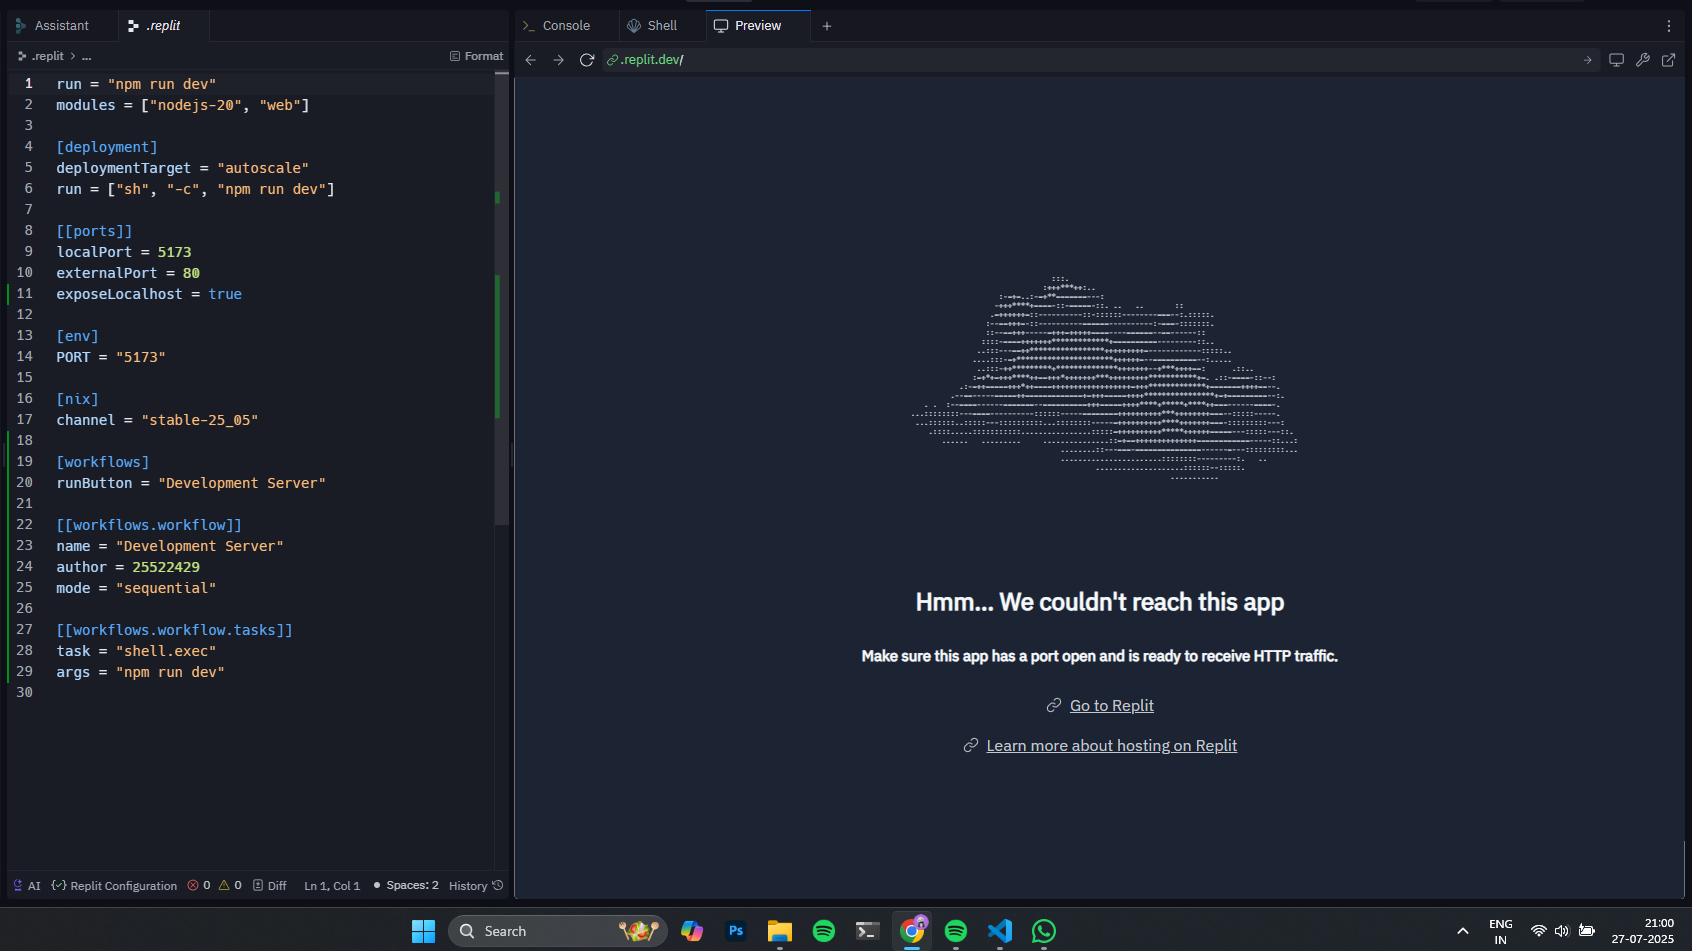 Assistant
.replit
.replit > ...
Format
1 run = "npm run dev"
2 modules = ["nodejs-20", "web"]
3
4 [deployment]
5 deploymentTarget = "autoscale"
6 run = ["sh", "-c", "npm run dev"]
7
8 [[ports]]
9 localPort = 5173
10 externalPort = 80
11 exposeLocalhost = true
12
13 [env]
14 PORT = "5173"
15
16 [nix]
17 channel = "stable-25_05"
18
19 [workflows]
20 runButton = "Development Server"
21
22 [[workflows.workflow]]
23 name = "Development Server"
24 author = 25522429
25 mode = "sequential"
26
27 [[workflows.workflow.tasks]]
28 task = "shell.exec"
29 args = "npm run dev"
30
AI Replit Configuration 0 0 Diff Ln 1, Col 1 Spaces: 2 History
Console
Shell
Preview
.replit.dev/
Hmm... We couldn't reach this app
Make sure this app has a port open and is ready to receive HTTP traffic.
Go to Replit
Learn more about hosting on Replit
Search
Ps
ENG
IN
21:00
27-07-2025